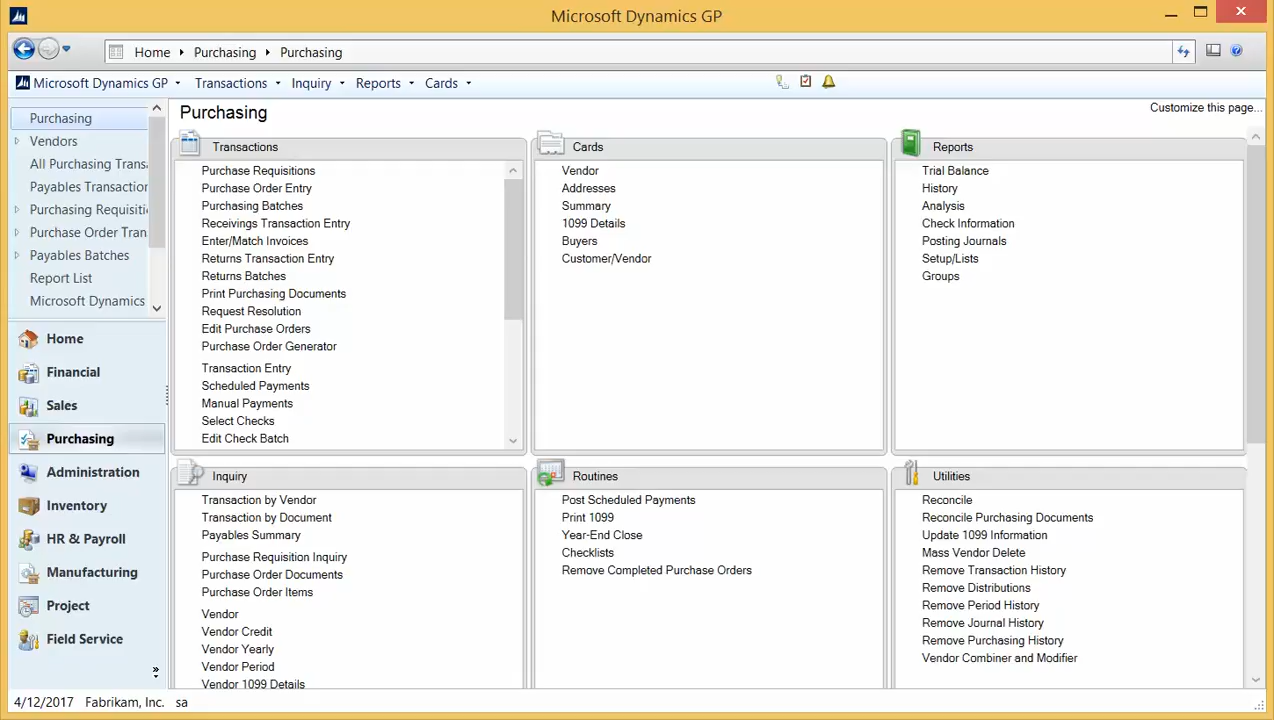 Microsoft Dynamics GP
Home Purchasing Purchasing
Microsoft Dynamics GP Transactions Inquiry Reports Cards
Purchasing
Vendors
All Purchasing Transa
Payables Transaction
Purchasing Requisiti
Purchase Order Tran
Payables Batches
Report List
Microsoft Dynamics
Home
Financial
Sales
Purchasing
Administration
Inventory
HR & Payroll
Manufacturing
Project
Field Service
Purchasing
Customize this page...
Transactions
Purchase Requisitions
Purchase Order Entry
Purchasing Batches
Receivings Transaction Entry
Enter/Match Invoices
Returns Transaction Entry
Returns Batches
Print Purchasing Documents
Request Resolution
Edit Purchase Orders
Purchase Order Generator
Transaction Entry
Scheduled Payments
Manual Payments
Select Checks
Edit Check Batch
Cards
Vendor
Addresses
Summary
1099 Details
Buyers
Customer/Vendor
Reports
Trial Balance
History
Analysis
Check Information
Posting Journals
Setup/Lists
Groups
Inquiry
Transaction by Vendor
Transaction by Document
Payables Summary
Purchase Requisition Inquiry
Purchase Order Documents
Purchase Order Items
Vendor
Vendor Credit
Vendor Yearly
Vendor Period
Vendor 1099 Details
Routines
Post Scheduled Payments
Print 1099
Year-End Close
Checklists
Remove Completed Purchase Orders
Utilities
Reconcile
Reconcile Purchasing Documents
Update 1099 Information
Mass Vendor Delete
Remove Transaction History
Remove Distributions
Remove Period History
Remove Journal History
Remove Purchasing History
Vendor Combiner and Modifier
4/12/2017 Fabrikam, Inc. sa